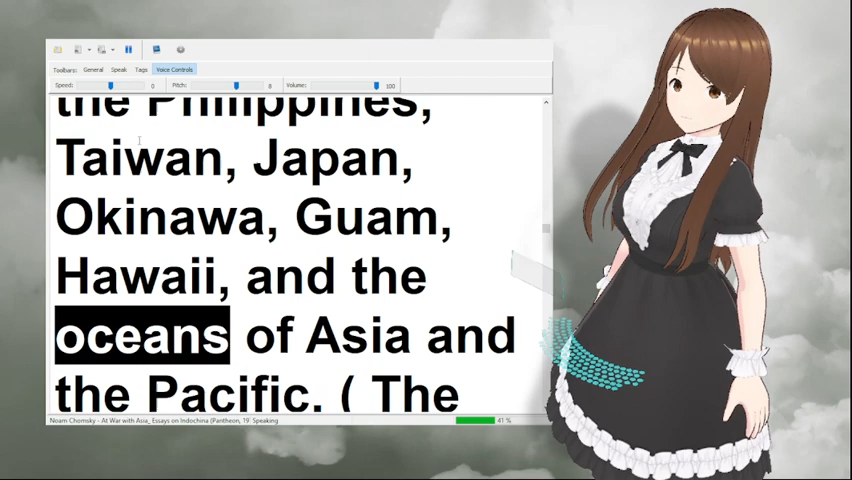 Toolbars: General Speak Tags Voice Controls
Speed: 0 Pitch: 8 Volume: 100
the Philippines,
Taiwan, Japan,
Okinawa, Guam,
Hawaii, and the
oceans of Asia and
the Pacific. ( The
Noam Chomsky - At War with Asia_ Essays on Indochina (Pantheon, 19 Speaking 41 %